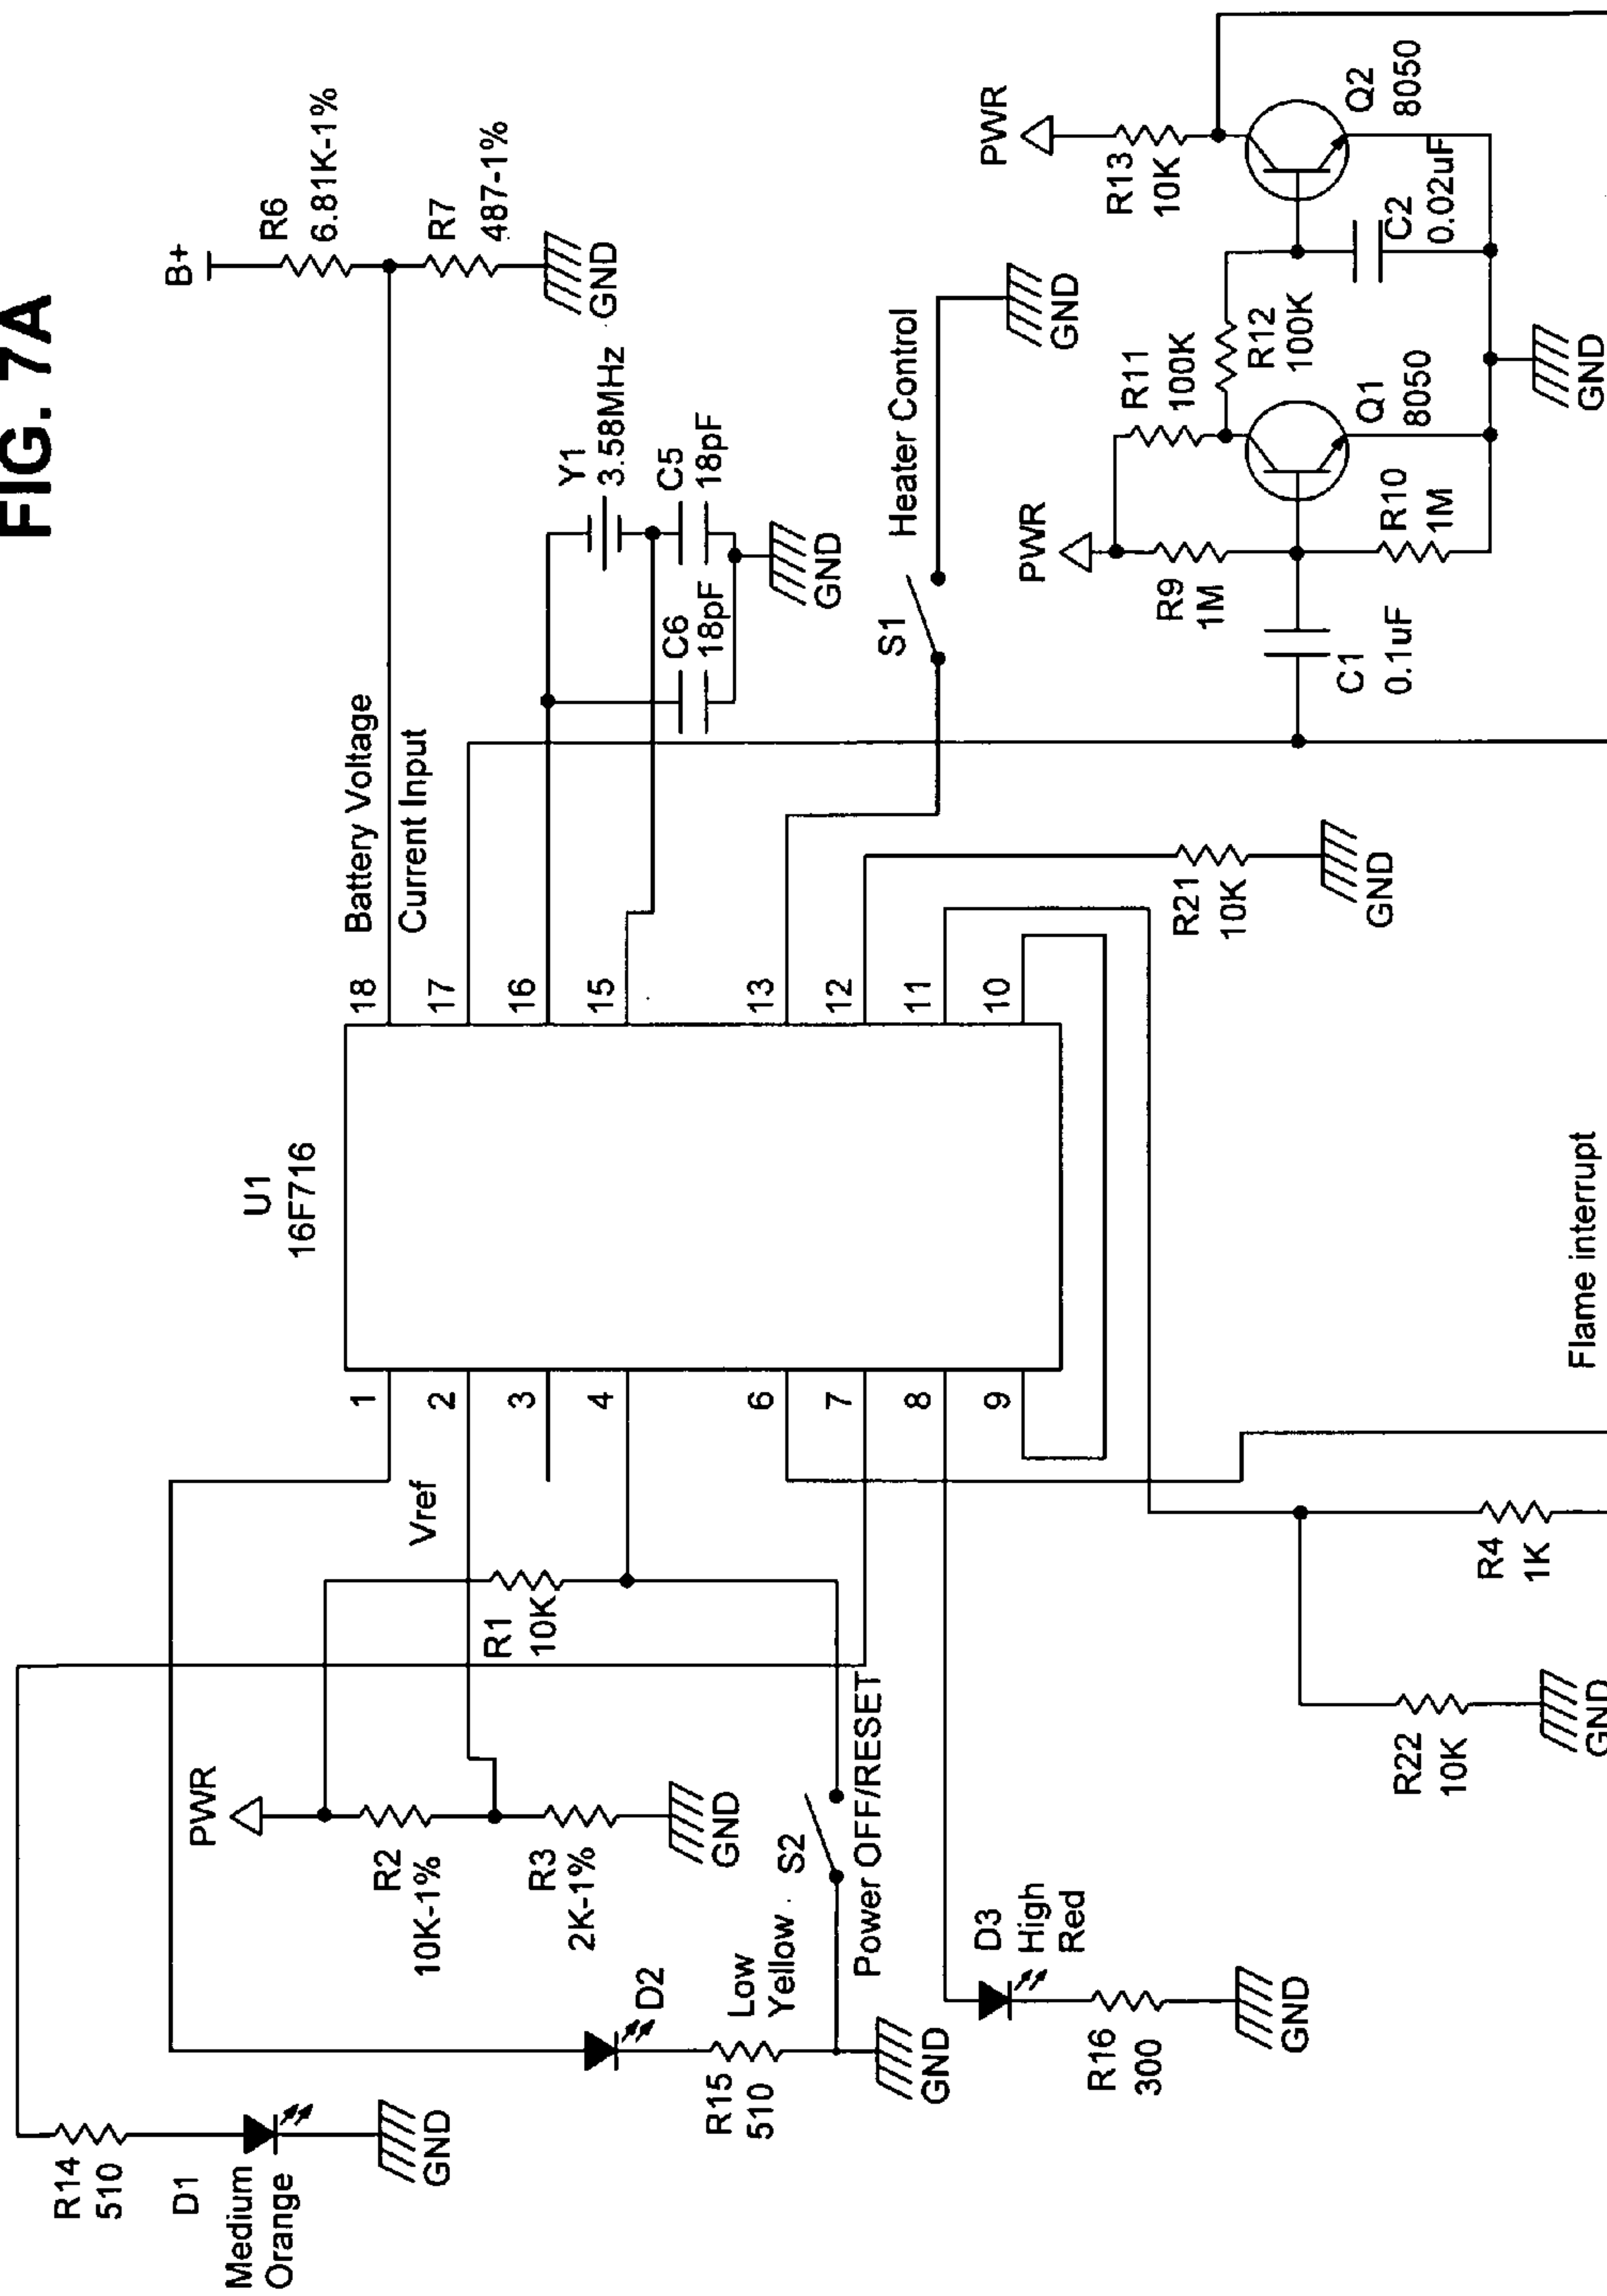 FIG. 7A
B+
R6
6.81K-1%
R7
487-1%
GND
U1
16F716
Battery Voltage
Current Input
18
17
16
15
13
12
11
10
1
2
3
4
6
7
8
9
Y1
3.58MHz
C5
18pF
C6
18pF
GND
Heater Control
S1
GND
PWR
R13
10K
Q2
8050
C2
0.02uF
R12
100K
R11
100K
Q1
8050
PWR
R9
1M
R10
1M
C1
0.1uF
GND
R21
10K
GND
Vref
R1
10K
PWR
R2
10K-1%
R3
2K-1%
GND
S2
Power OFF/RESET
R14
510
D1
Medium
Orange
GND
D2
Low
Yellow
R15
510
GND
D3
High
Red
R16
300
GND
R22
10K
GND
R4
1K
Flame interrupt